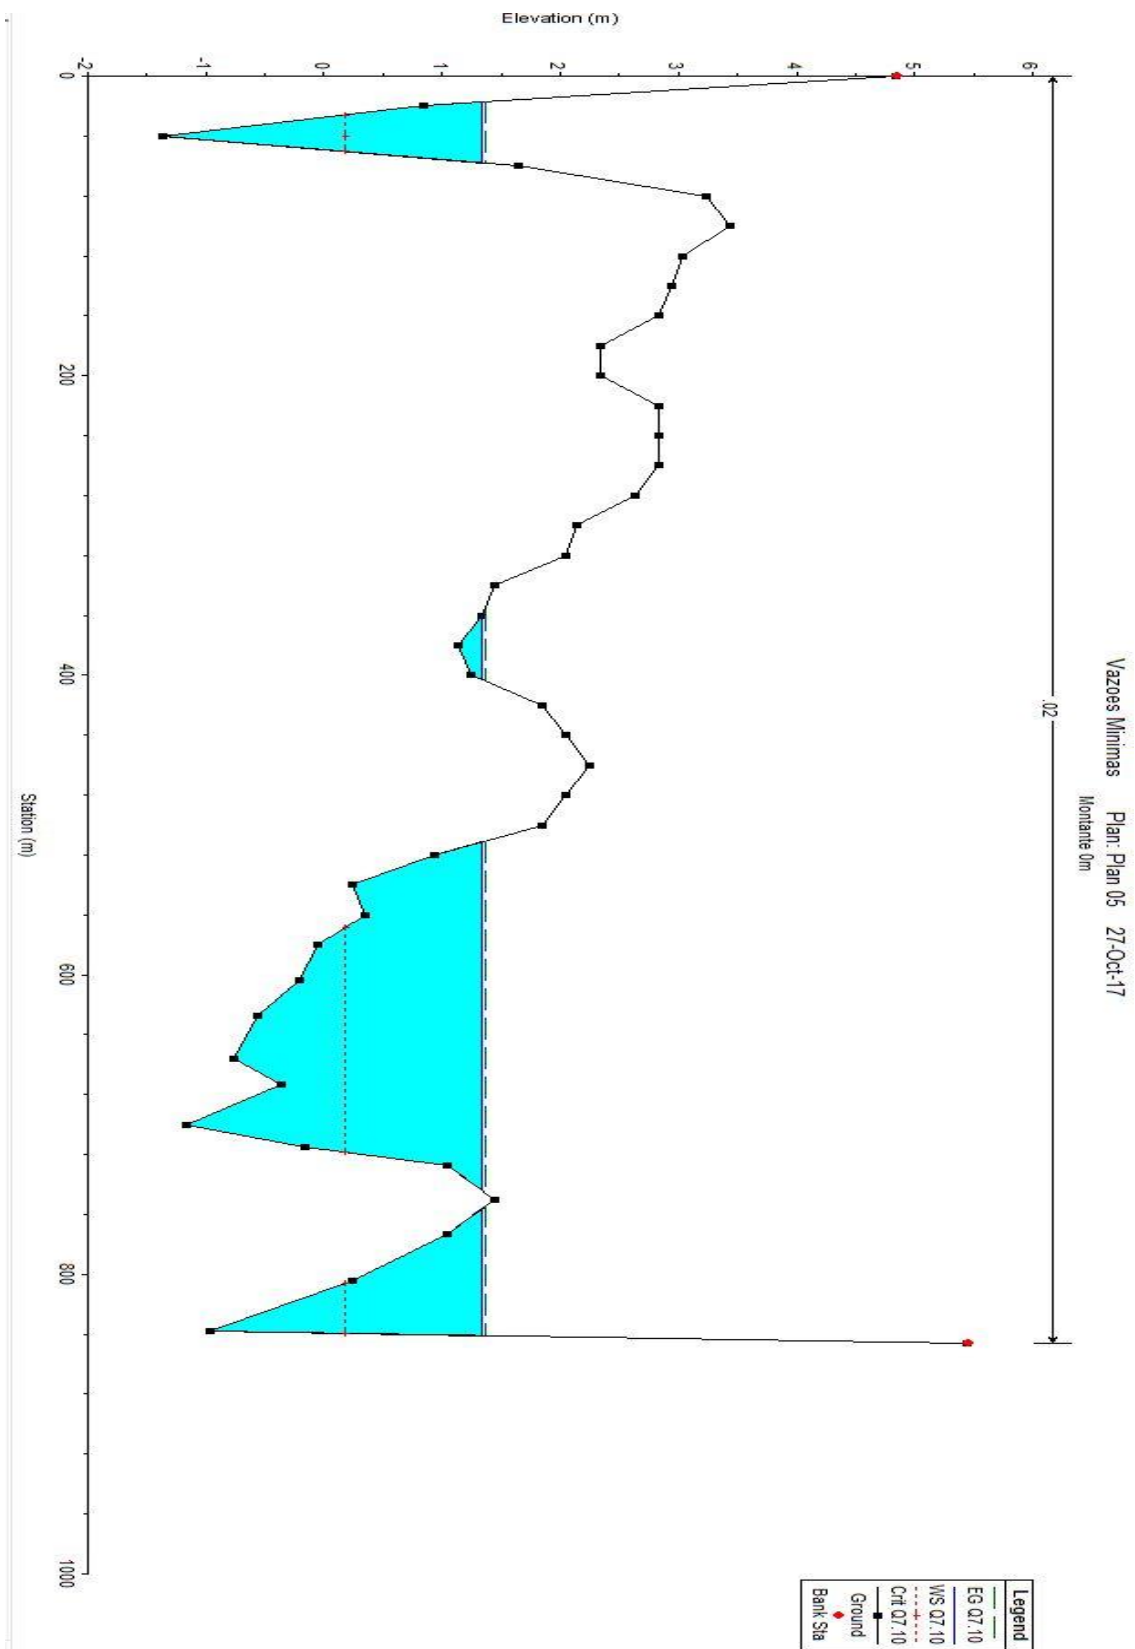 Vazoes Minimas Plan: Plan 05 27-Oct-17
Montante 0m
.02
Legend
EG Q7.10
WS Q7.10
Crit Q7.10
Ground
Bank Sta
Elevation (m)
6
5
4
3
2
1
0
-1
-2
0
200
400
600
800
1000
Station (m)